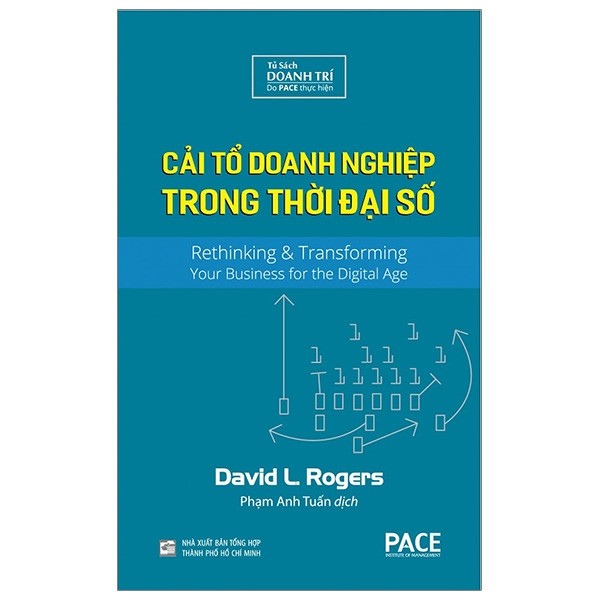 Tủ Sách
DOANH TRÍ
Do PACE thực hiện
CẢI TỔ DOANH NGHIỆP
TRONG THỜI ĐẠI SỐ
Rethinking & Transforming
Your Business for the Digital Age
David L. Rogers
Phạm Anh Tuấn dịch
NHÀ XUẤT BẢN TỔNG HỢP
THÀNH PHỐ HỒ CHÍ MINH
PACE
INSTITUTE OF MANAGEMENT